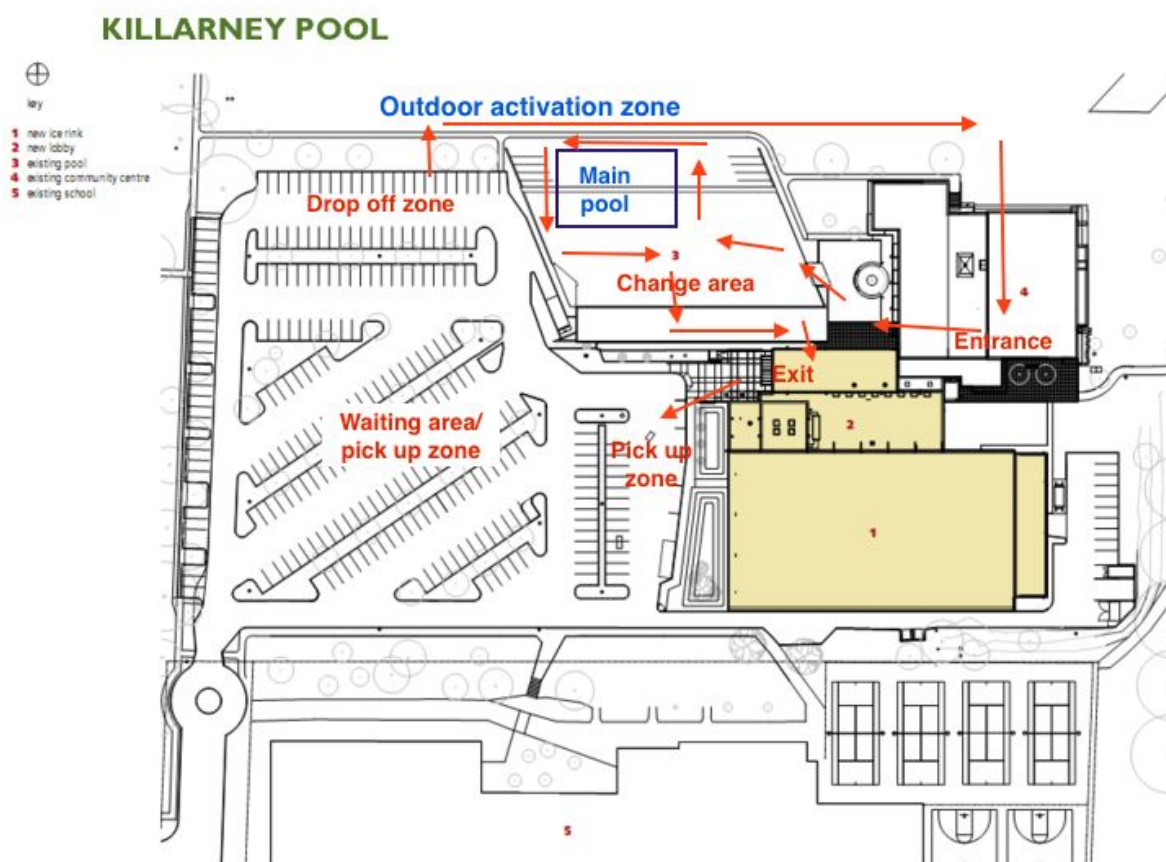 KILLARNEY POOL
key
1 new ice rink
2 new lobby
3 existing pool
4 existing community centre
5 existing school
Outdoor activation zone
Main
pool
Drop off zone
3
Change area
4
Entrance
Exit
Waiting area/
pick up zone
2
Pick up
zone
1
5